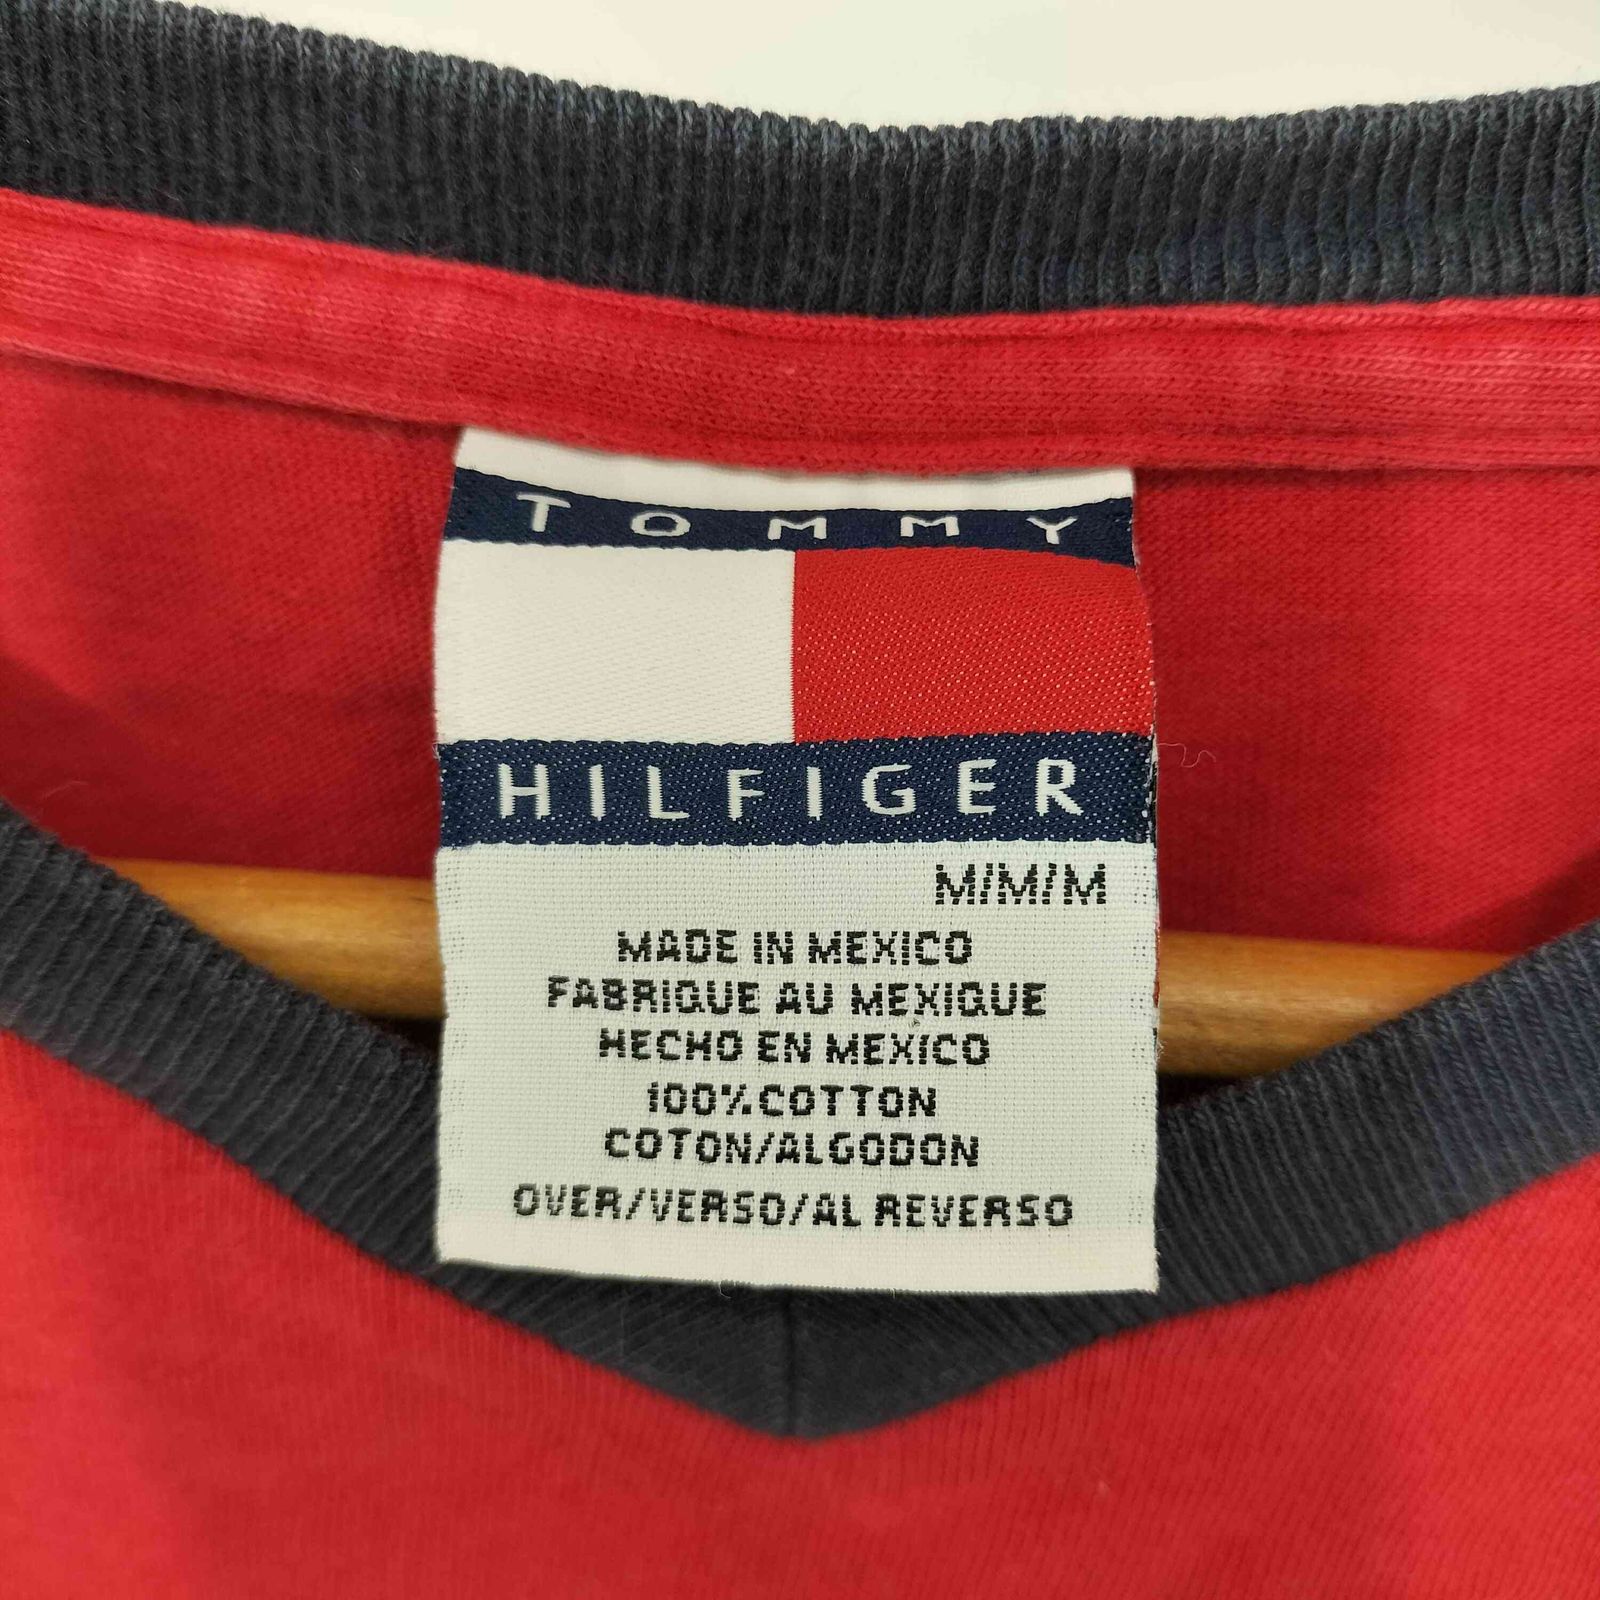 TOMMY
HILFIGER
M/M/M
MADE IN MEXICO
FABRIQUE AU MEXIQUE
HECHO EN MEXICO
100% COTTON
COTON/ALGODON
OVER/VERSO/AL REVERSO